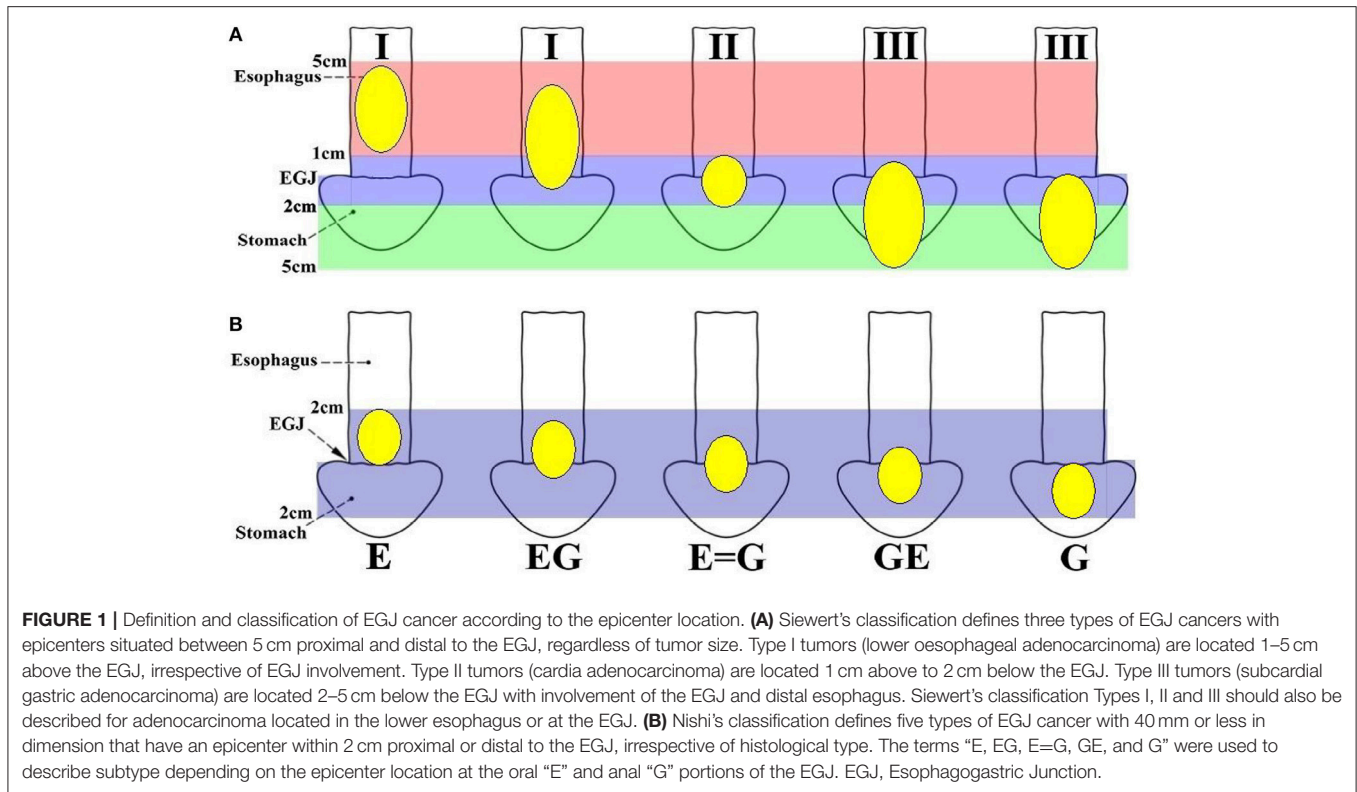 A
I I II III III
5cm
Esophagus
1cm
EGJ
2cm
Stomach
5cm
B
Esophagus
2cm
EGJ
2cm
Stomach
E EG E=G GE G
FIGURE 1 | Definition and classification of EGJ cancer according to the epicenter location. (A) Siewert's classification defines three types of EGJ cancers with
epicenters situated between 5 cm proximal and distal to the EGJ, regardless of tumor size. Type I tumors (lower oesophageal adenocarcinoma) are located 1–5 cm
above the EGJ, irrespective of EGJ involvement. Type II tumors (cardia adenocarcinoma) are located 1 cm above to 2 cm below the EGJ. Type III tumors (subcardial
gastric adenocarcinoma) are located 2–5 cm below the EGJ with involvement of the EGJ and distal esophagus. Siewert's classification Types I, II and III should also be
described for adenocarcinoma located in the lower esophagus or at the EGJ. (B) Nishi's classification defines five types of EGJ cancer with 40 mm or less in
dimension that have an epicenter within 2 cm proximal or distal to the EGJ, irrespective of histological type. The terms “E, EG, E=G, GE, and G” were used to
describe subtype depending on the epicenter location at the oral “E” and anal “G” portions of the EGJ. EGJ, Esophagogastric Junction.